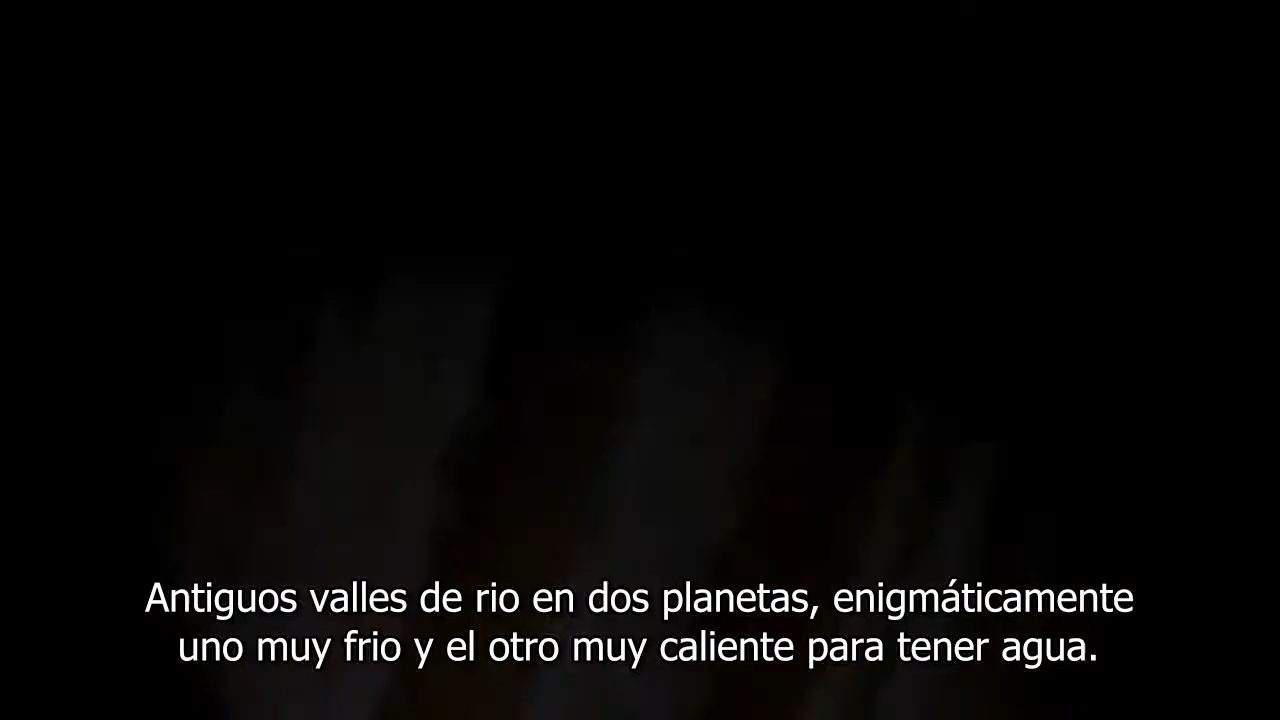 Antiguos valles de rio en dos planetas, enigmáticamente
uno muy frio y el otro muy caliente para tener agua.